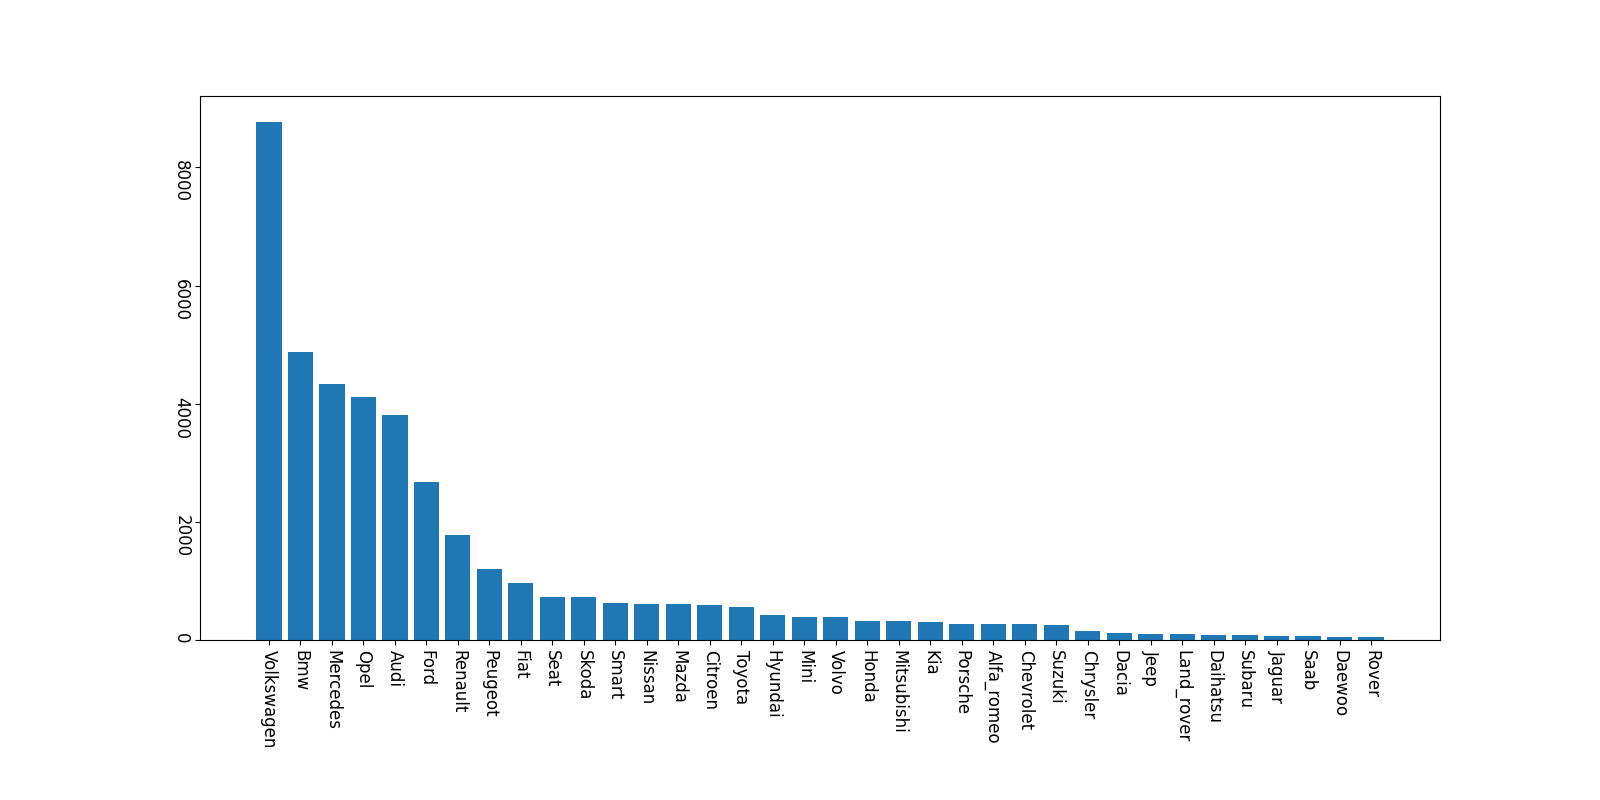 8000
6000
4000
2000
0
Volkswagen
Bmw
Mercedes
Opel
Audi
Ford
Renault
Peugeot
Fiat
Seat
Skoda
Smart
Nissan
Mazda
Citroen
Toyota
Hyundai
Mini
Volvo
Honda
Mitsubishi
Kia
Porsche
Alfa_romeo
Chevrolet
Suzuki
Chrysler
Dacia
Jeep
Land_rover
Daihatsu
Subaru
Jaguar
Saab
Daewoo
Rover